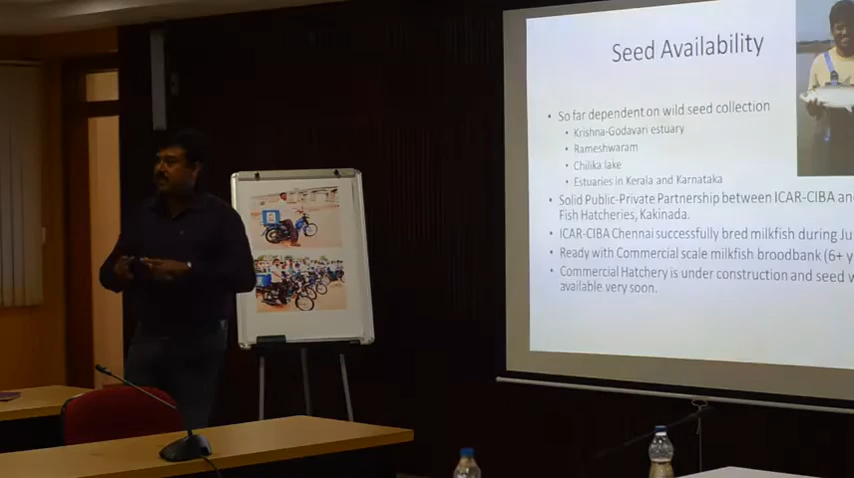 Seed Availability
• So far dependent on wild seed collection
• Krishna-Godavari estuary
• Rameshwaram
• Chilika lake
• Estuaries in Kerala and Karnataka
• Solid Public-Private Partnership between ICAR-CIBA an
Fish Hatcheries, Kakinada.
• ICAR-CIBA Chennai successfully bred milkfish during Ju
• Ready with Commercial scale milkfish broodbank (6+ y
• Commercial Hatchery is under construction and seed
available very soon.